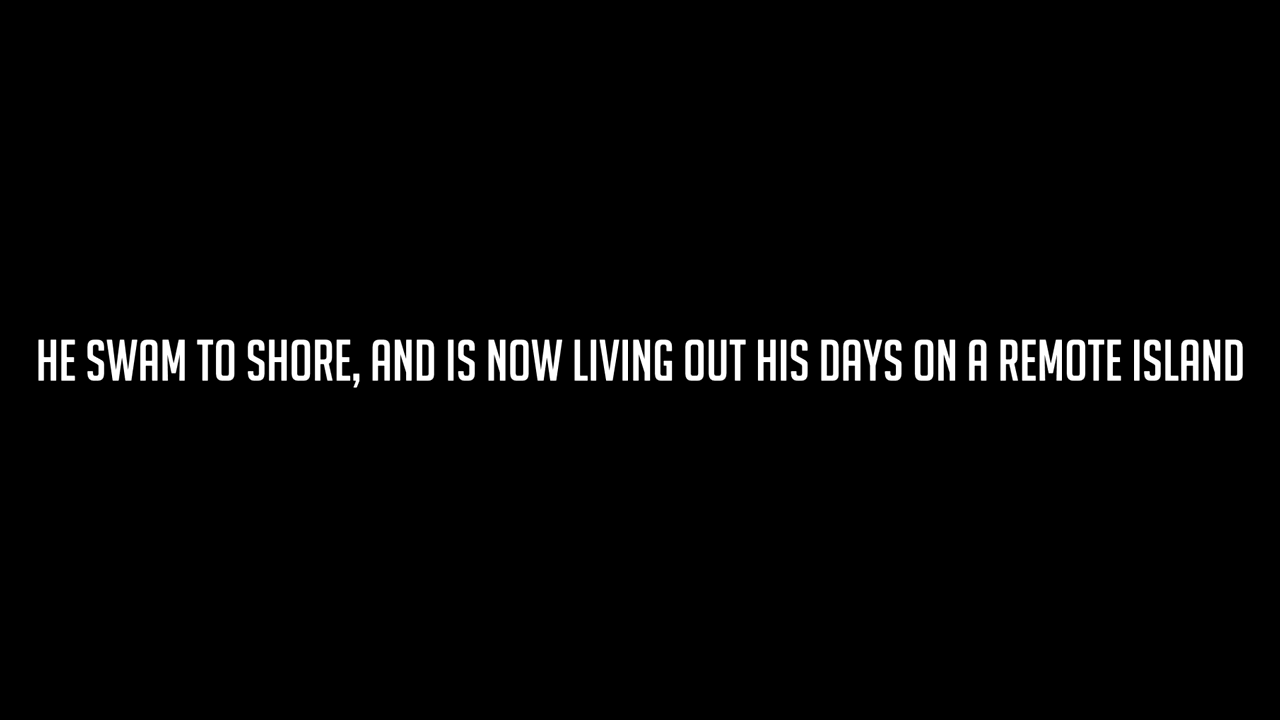 HE SWAM TO SHORE, AND IS NOW LIVING OUT HIS DAYS ON A REMOTE ISLAND